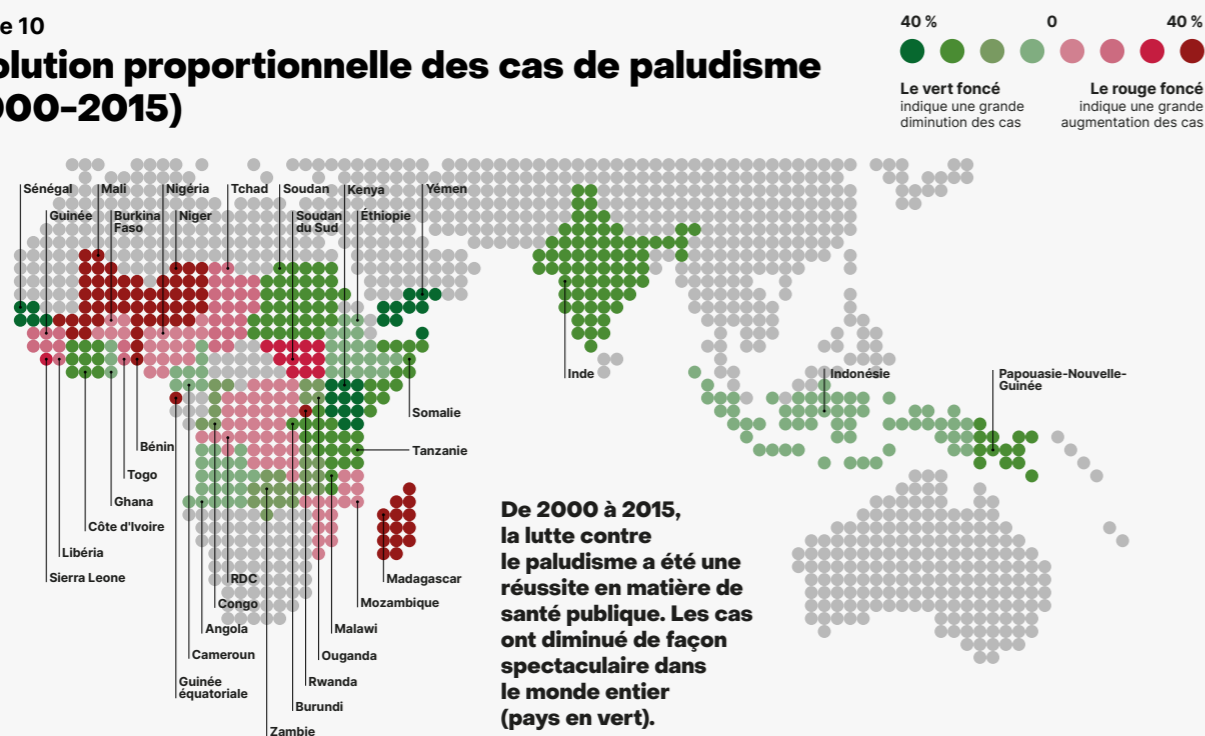 e 10
olution proportionnelle des cas de paludisme
000-2015)
40 % 0 40 %
Le vert foncé
indique une grande
diminution des cas
Le rouge foncé
indique une grande
augmentation des cas
Sénégal
Mali
Nigéria
Tchad
Soudan
Kenya
Yémen
Guinée
Burkina
Faso
Niger
Soudan
du Sud
Éthiopie
Inde
Indonésie
Papouasie-Nouvelle-
Guinée
Somalie
Bénin
Tanzanie
Togo
Ghana
Côte d'Ivoire
Libéria
Sierra Leone
RDC
Madagascar
Congo
Mozambique
Angola
Malawi
Cameroun
Ouganda
Guinée
équatoriale
Rwanda
Burundi
Zambie
De 2000 à 2015,
la lutte contre
le paludisme a été une
réussite en matière de
santé publique. Les cas
ont diminué de façon
spectaculaire dans
le monde entier
(pays en vert).